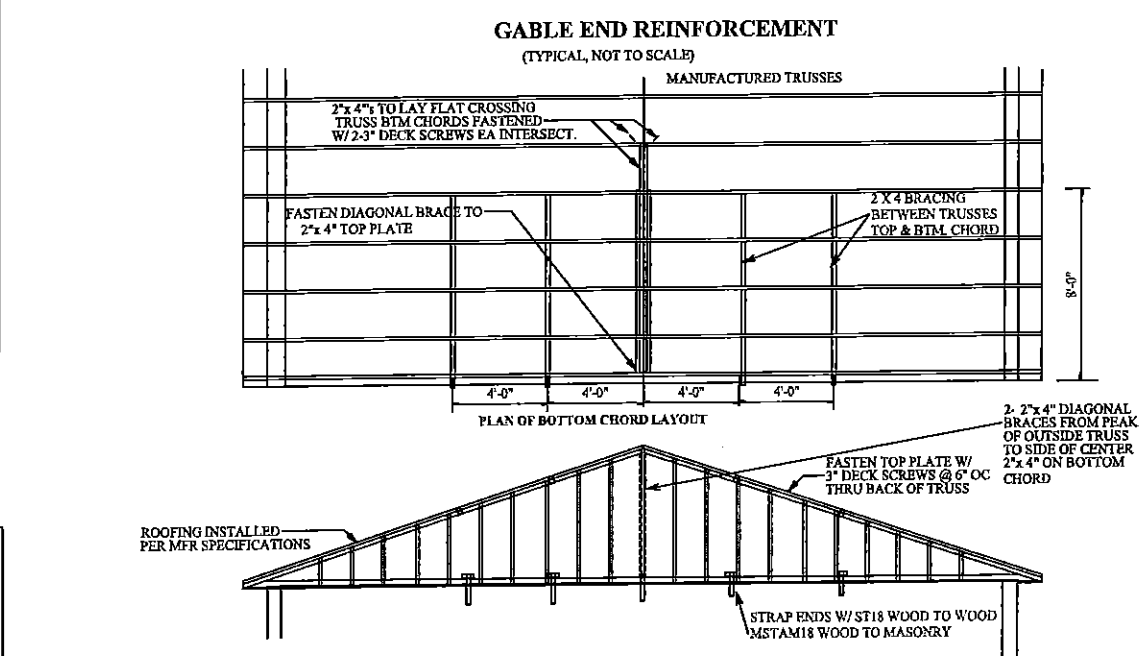 GABLE END REINFORCEMENT
(TYPICAL, NOT TO SCALE)
MANUFACTURED TRUSSES
2"x 4"'s TO LAY FLAT CROSSING
TRUSS BTM CHORDS FASTENED
W/ 2-3" DECK SCREWS EA INTERSECT.
FASTEN DIAGONAL BRACE TO
2"x 4" TOP PLATE
2 X 4 BRACING
BETWEEN TRUSSES
TOP & BTM. CHORD
8'-0"
4'-0"
4'-0"
4'-0"
4'-0"
PLAN OF BOTTOM CHORD LAYOUT
2- 2"x 4" DIAGONAL
BRACES FROM PEAK
OF OUTSIDE TRUSS
TO SIDE OF CENTER
2"x 4" ON BOTTOM
CHORD
FASTEN TOP PLATE W/
3" DECK SCREWS @ 6" OC
THRU BACK OF TRUSS
ROOFING INSTALLED
PER MFR SPECIFICATIONS
STRAP ENDS W/ ST18 WOOD TO WOOD
MSTAM18 WOOD TO MASONRY